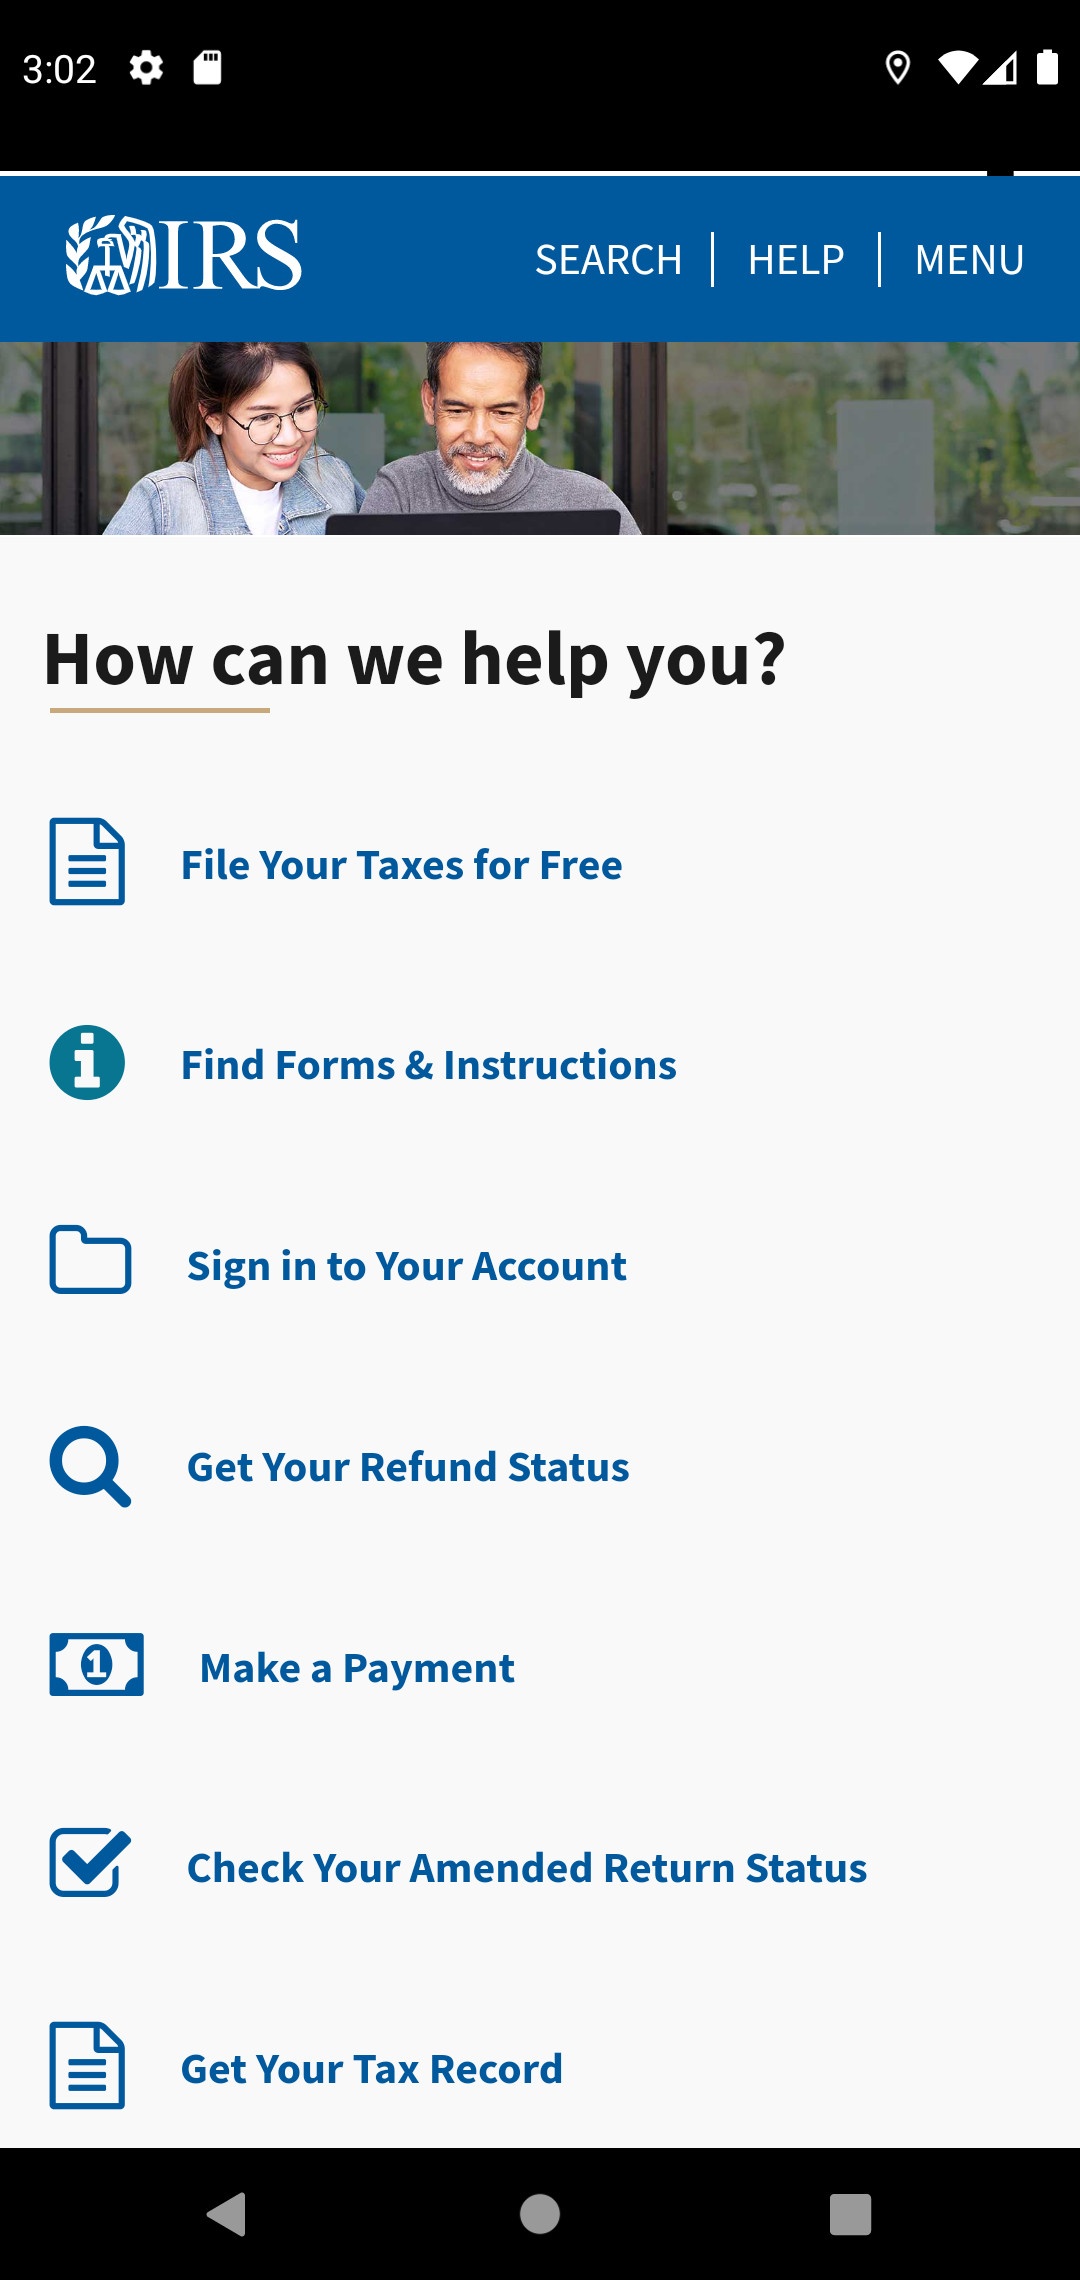 3:02
IRS
SEARCH
HELP
MENU
How can we help you?
File Your Taxes for Free
Find Forms & Instructions
Sign in to Your Account
Get Your Refund Status
1
Make a Payment
Check Your Amended Return Status
Get Your Tax Record